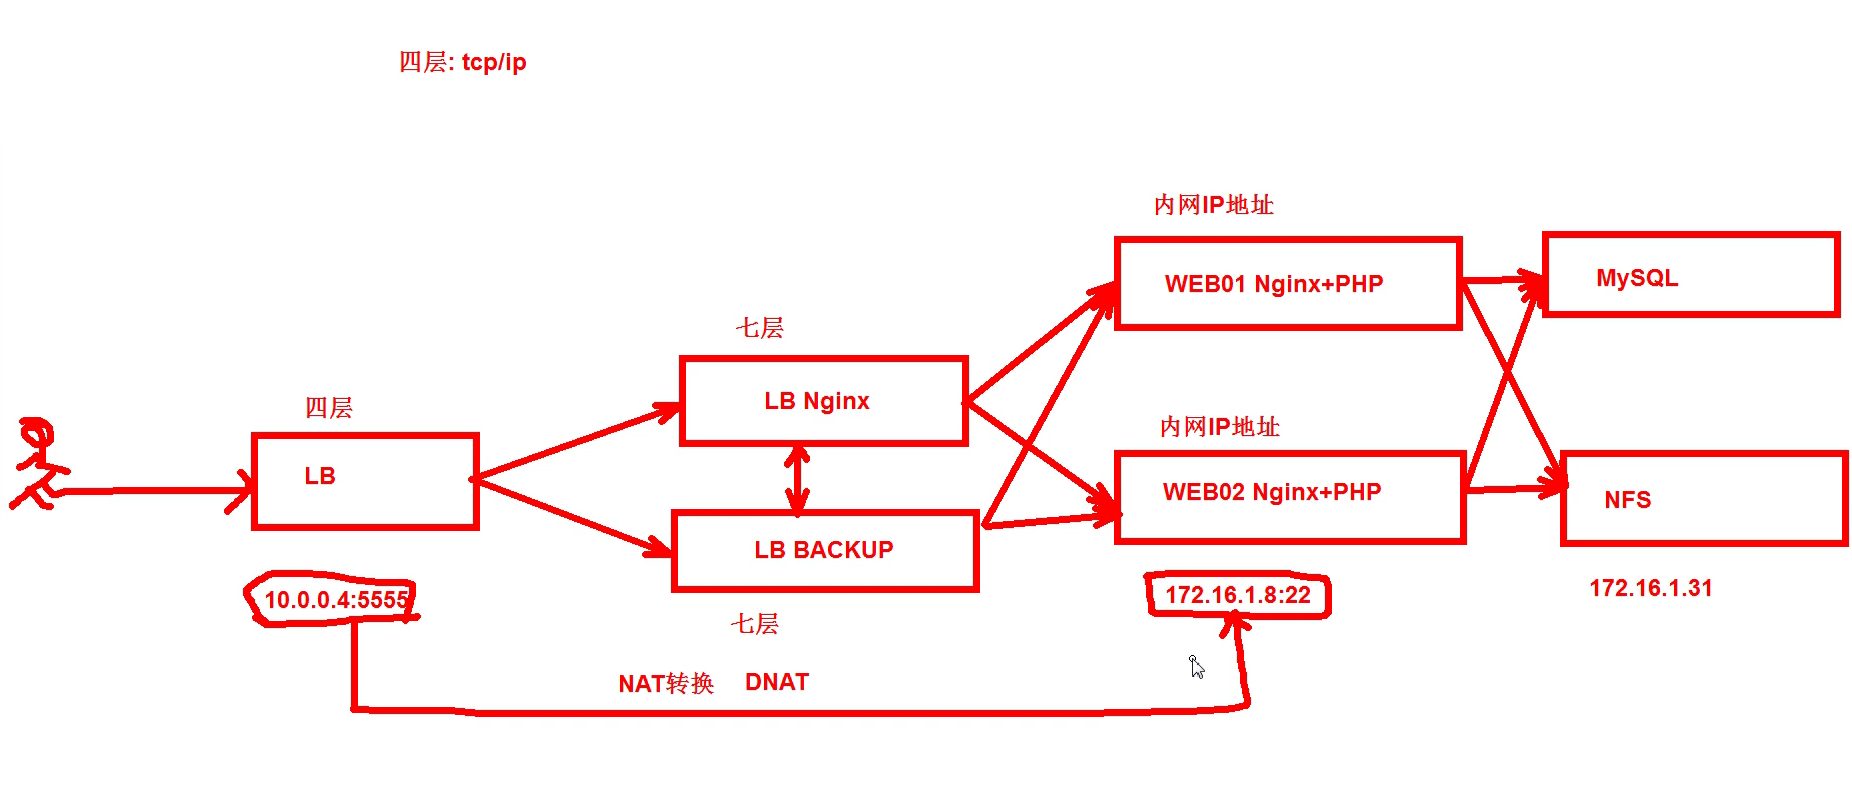 四层: tcp/ip
内网IP地址
WEB01 Nginx+PHP
MySQL
七层
LB Nginx
四层
LB
内网IP地址
WEB02 Nginx+PHP
NFS
LB BACKUP
10.0.0.4:5555
172.16.1.8:22
172.16.1.31
七层
NAT转换 DNAT